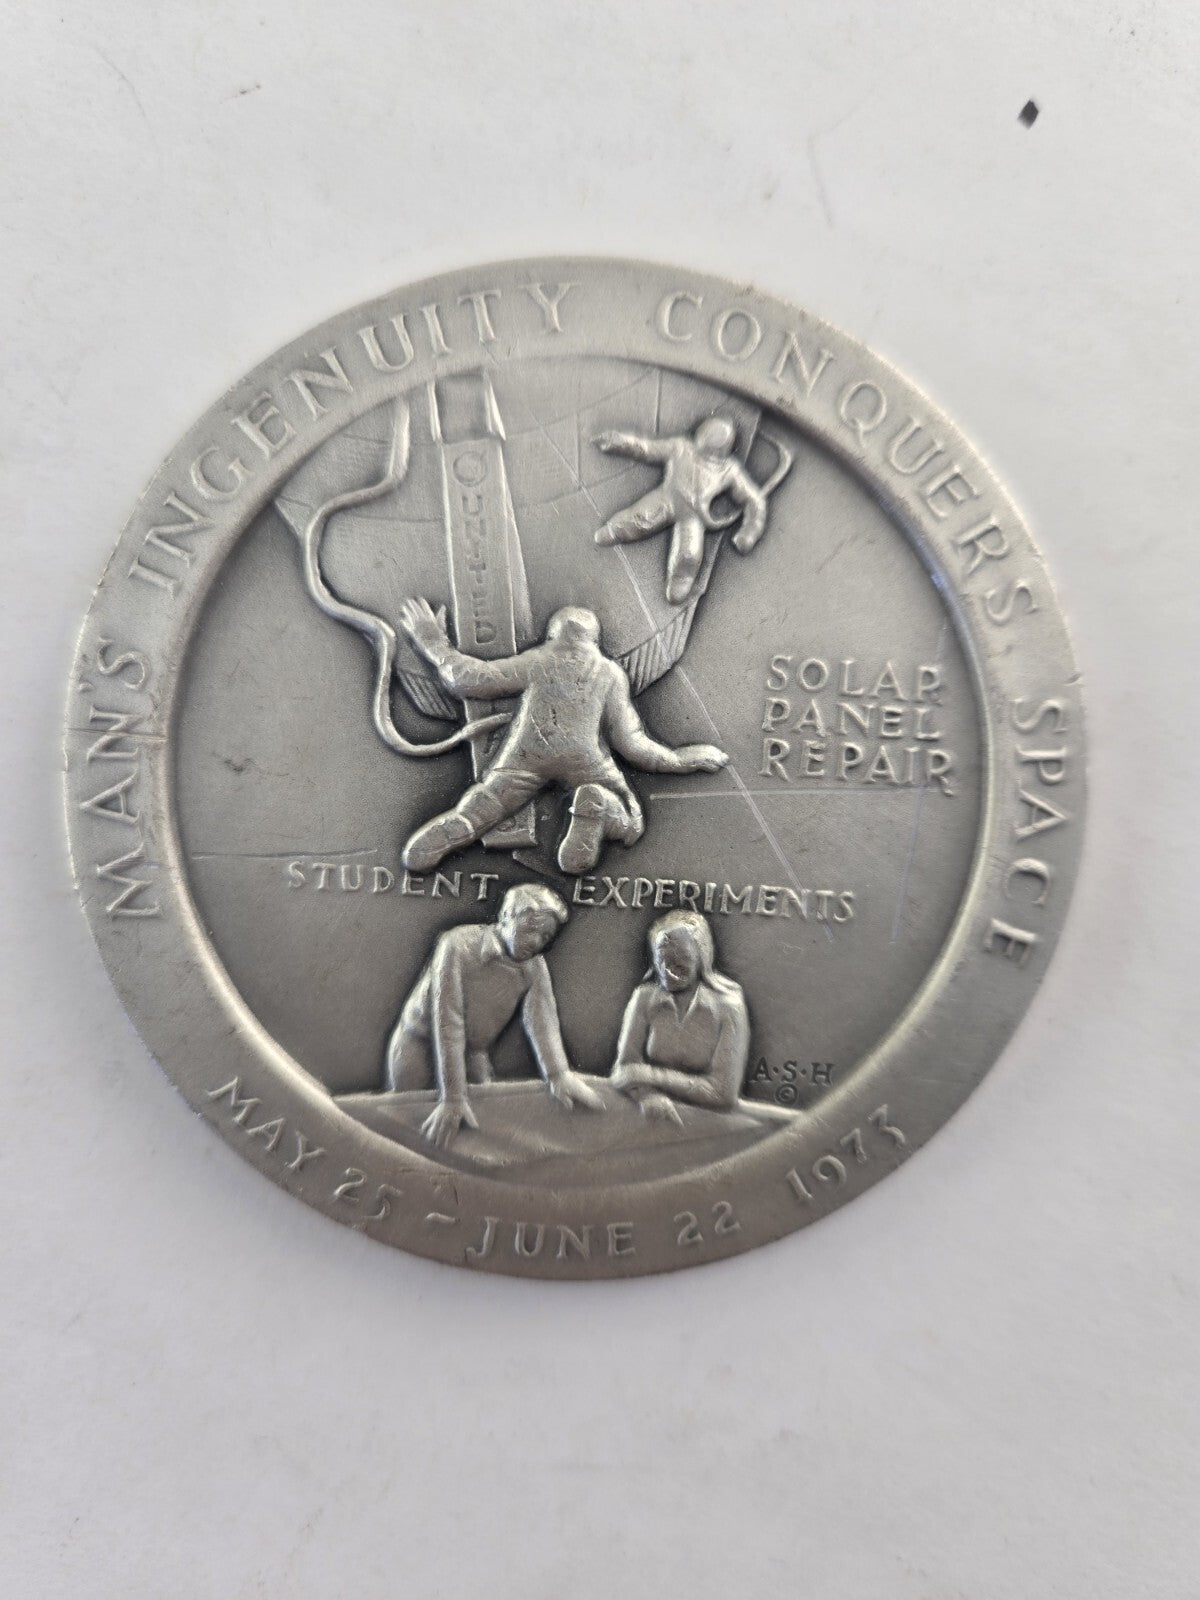 MAN'S INGENUITY CONQUERS SPACE
UNITED
SOLAR
PANEL
REPAIR
STUDENT EXPERIMENTS
A·S·H
©
MAY 25 ~ JUNE 22 1973